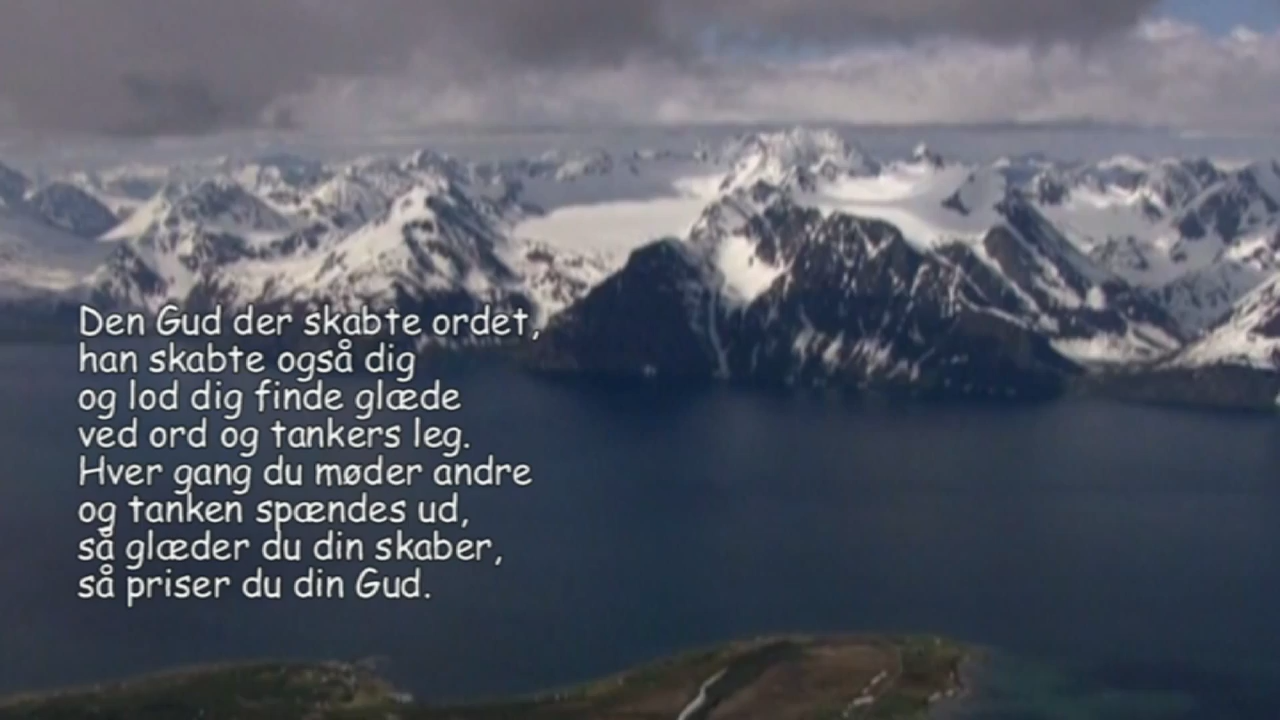 Den Gud der skabte ordet,
han skabte også dig
og lod dig finde glæde
ved ord og tankers leg.
Hver gang du møder andre
og tanken spændes ud,
så glæder du din skaber,
så priser du din Gud.